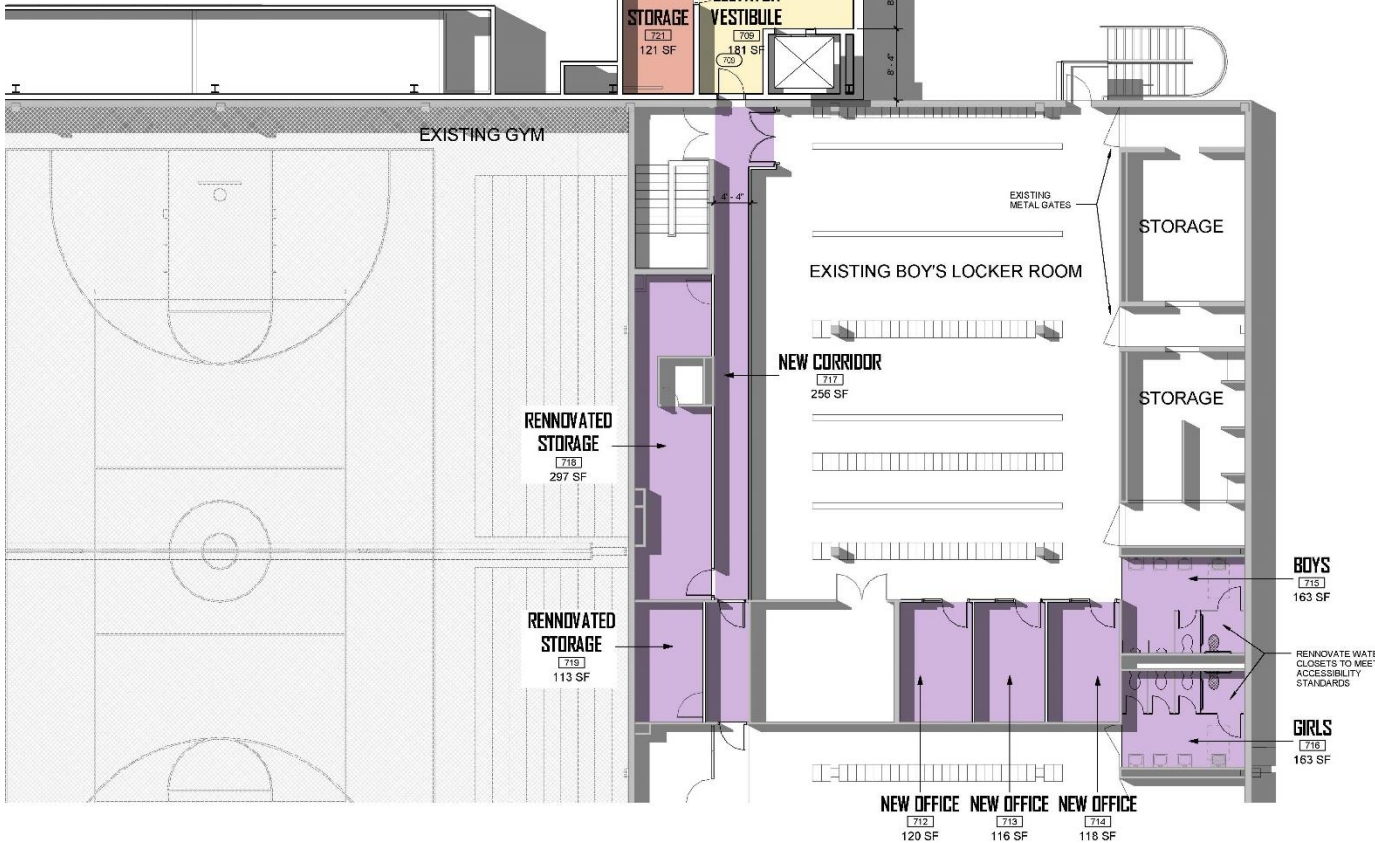 STORAGE
721
121 SF
VESTIBULE
709
181 SF
709
8' - 4"
EXISTING GYM
4' - 4"
EXISTING
METAL GATES
STORAGE
EXISTING BOY'S LOCKER ROOM
NEW CORRIDOR
717
256 SF
STORAGE
RENNOVATED
STORAGE
718
297 SF
BOYS
715
163 SF
RENNOVATED
STORAGE
719
113 SF
RENNOVATE WATE
CLOSETS TO MEET
ACCESSIBILITY
STANDARDS
GIRLS
716
163 SF
NEW OFFICE
712
120 SF
NEW OFFICE
713
116 SF
NEW OFFICE
714
118 SF